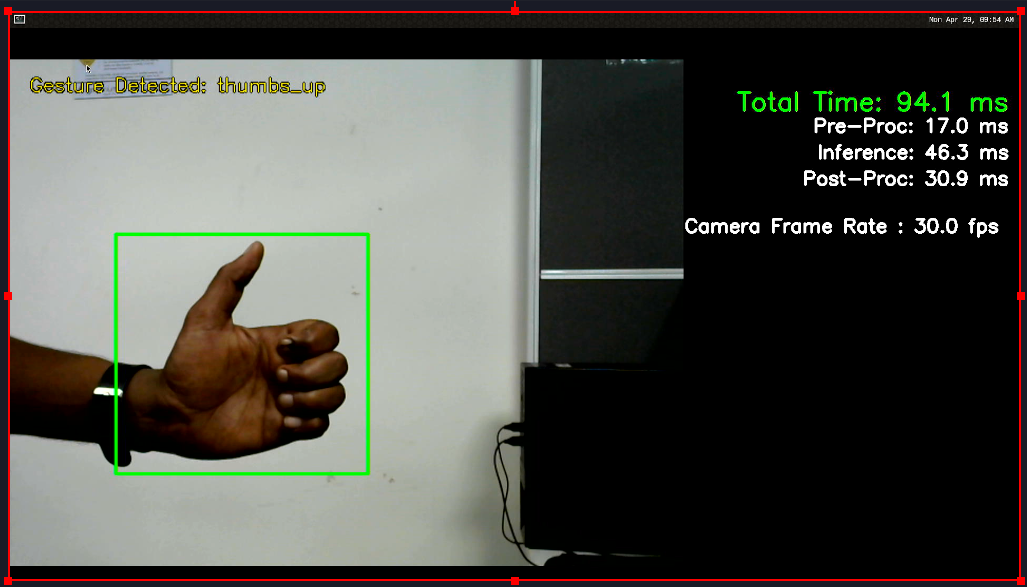 Mon Apr 29, 09:54 AM
Gesture Detected: thumbs_up
Total Time: 94.1 ms
Pre-Proc: 17.0 ms
Inference: 46.3 ms
Post-Proc: 30.9 ms
Camera Frame Rate : 30.0 fps